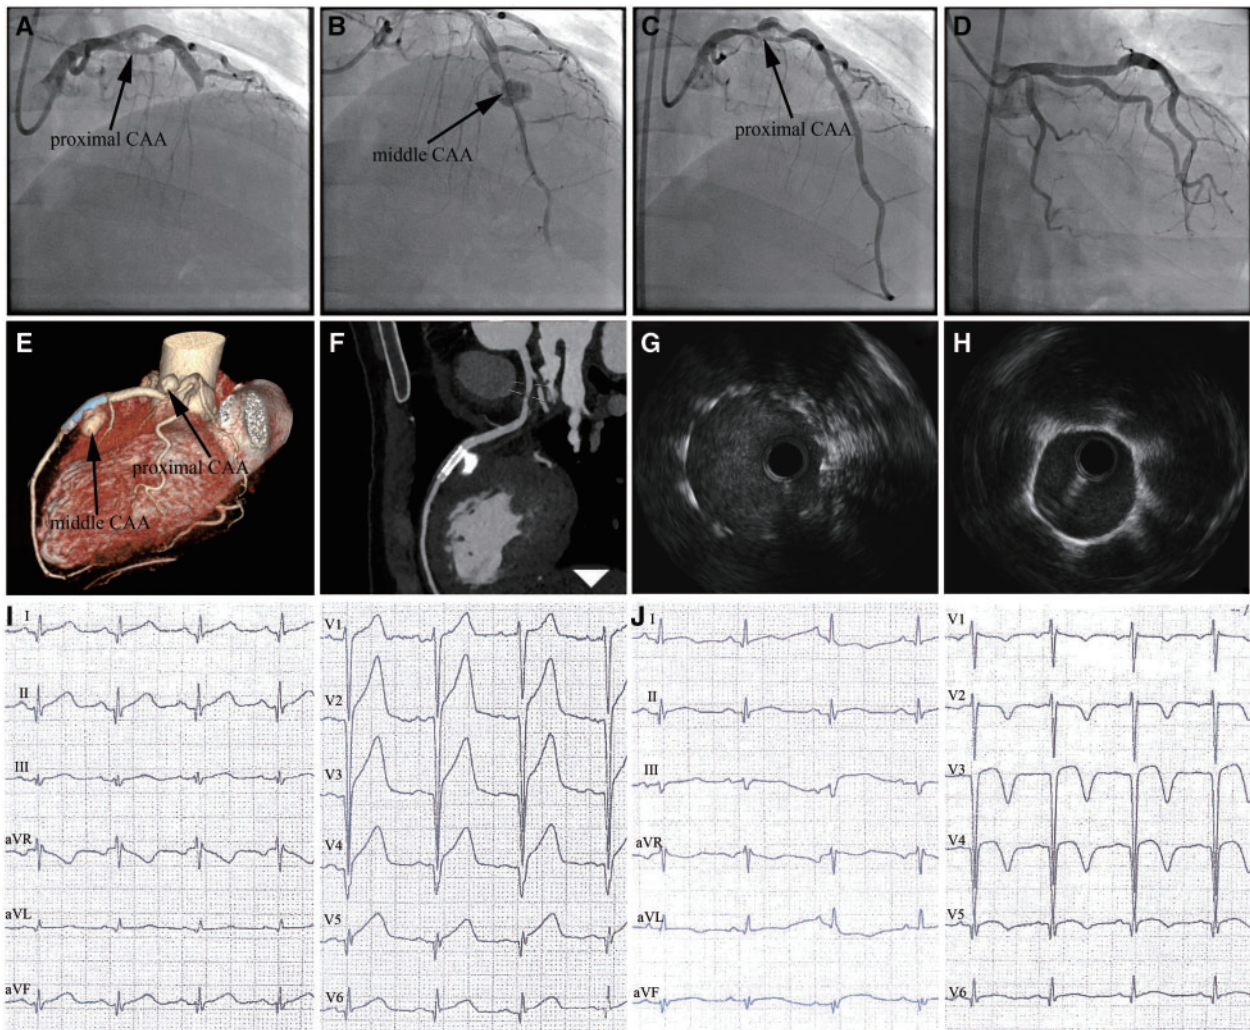 A
proximal CAA
B
middle CAA
C
proximal CAA
D
E
proximal CAA
middle CAA
F
G
H
I
I
II
III
aVR
aVL
aVF
V1
V2
V3
V4
V5
V6
J
I
II
III
aVR
aVL
aVF
V1
V2
V3
V4
V5
V6